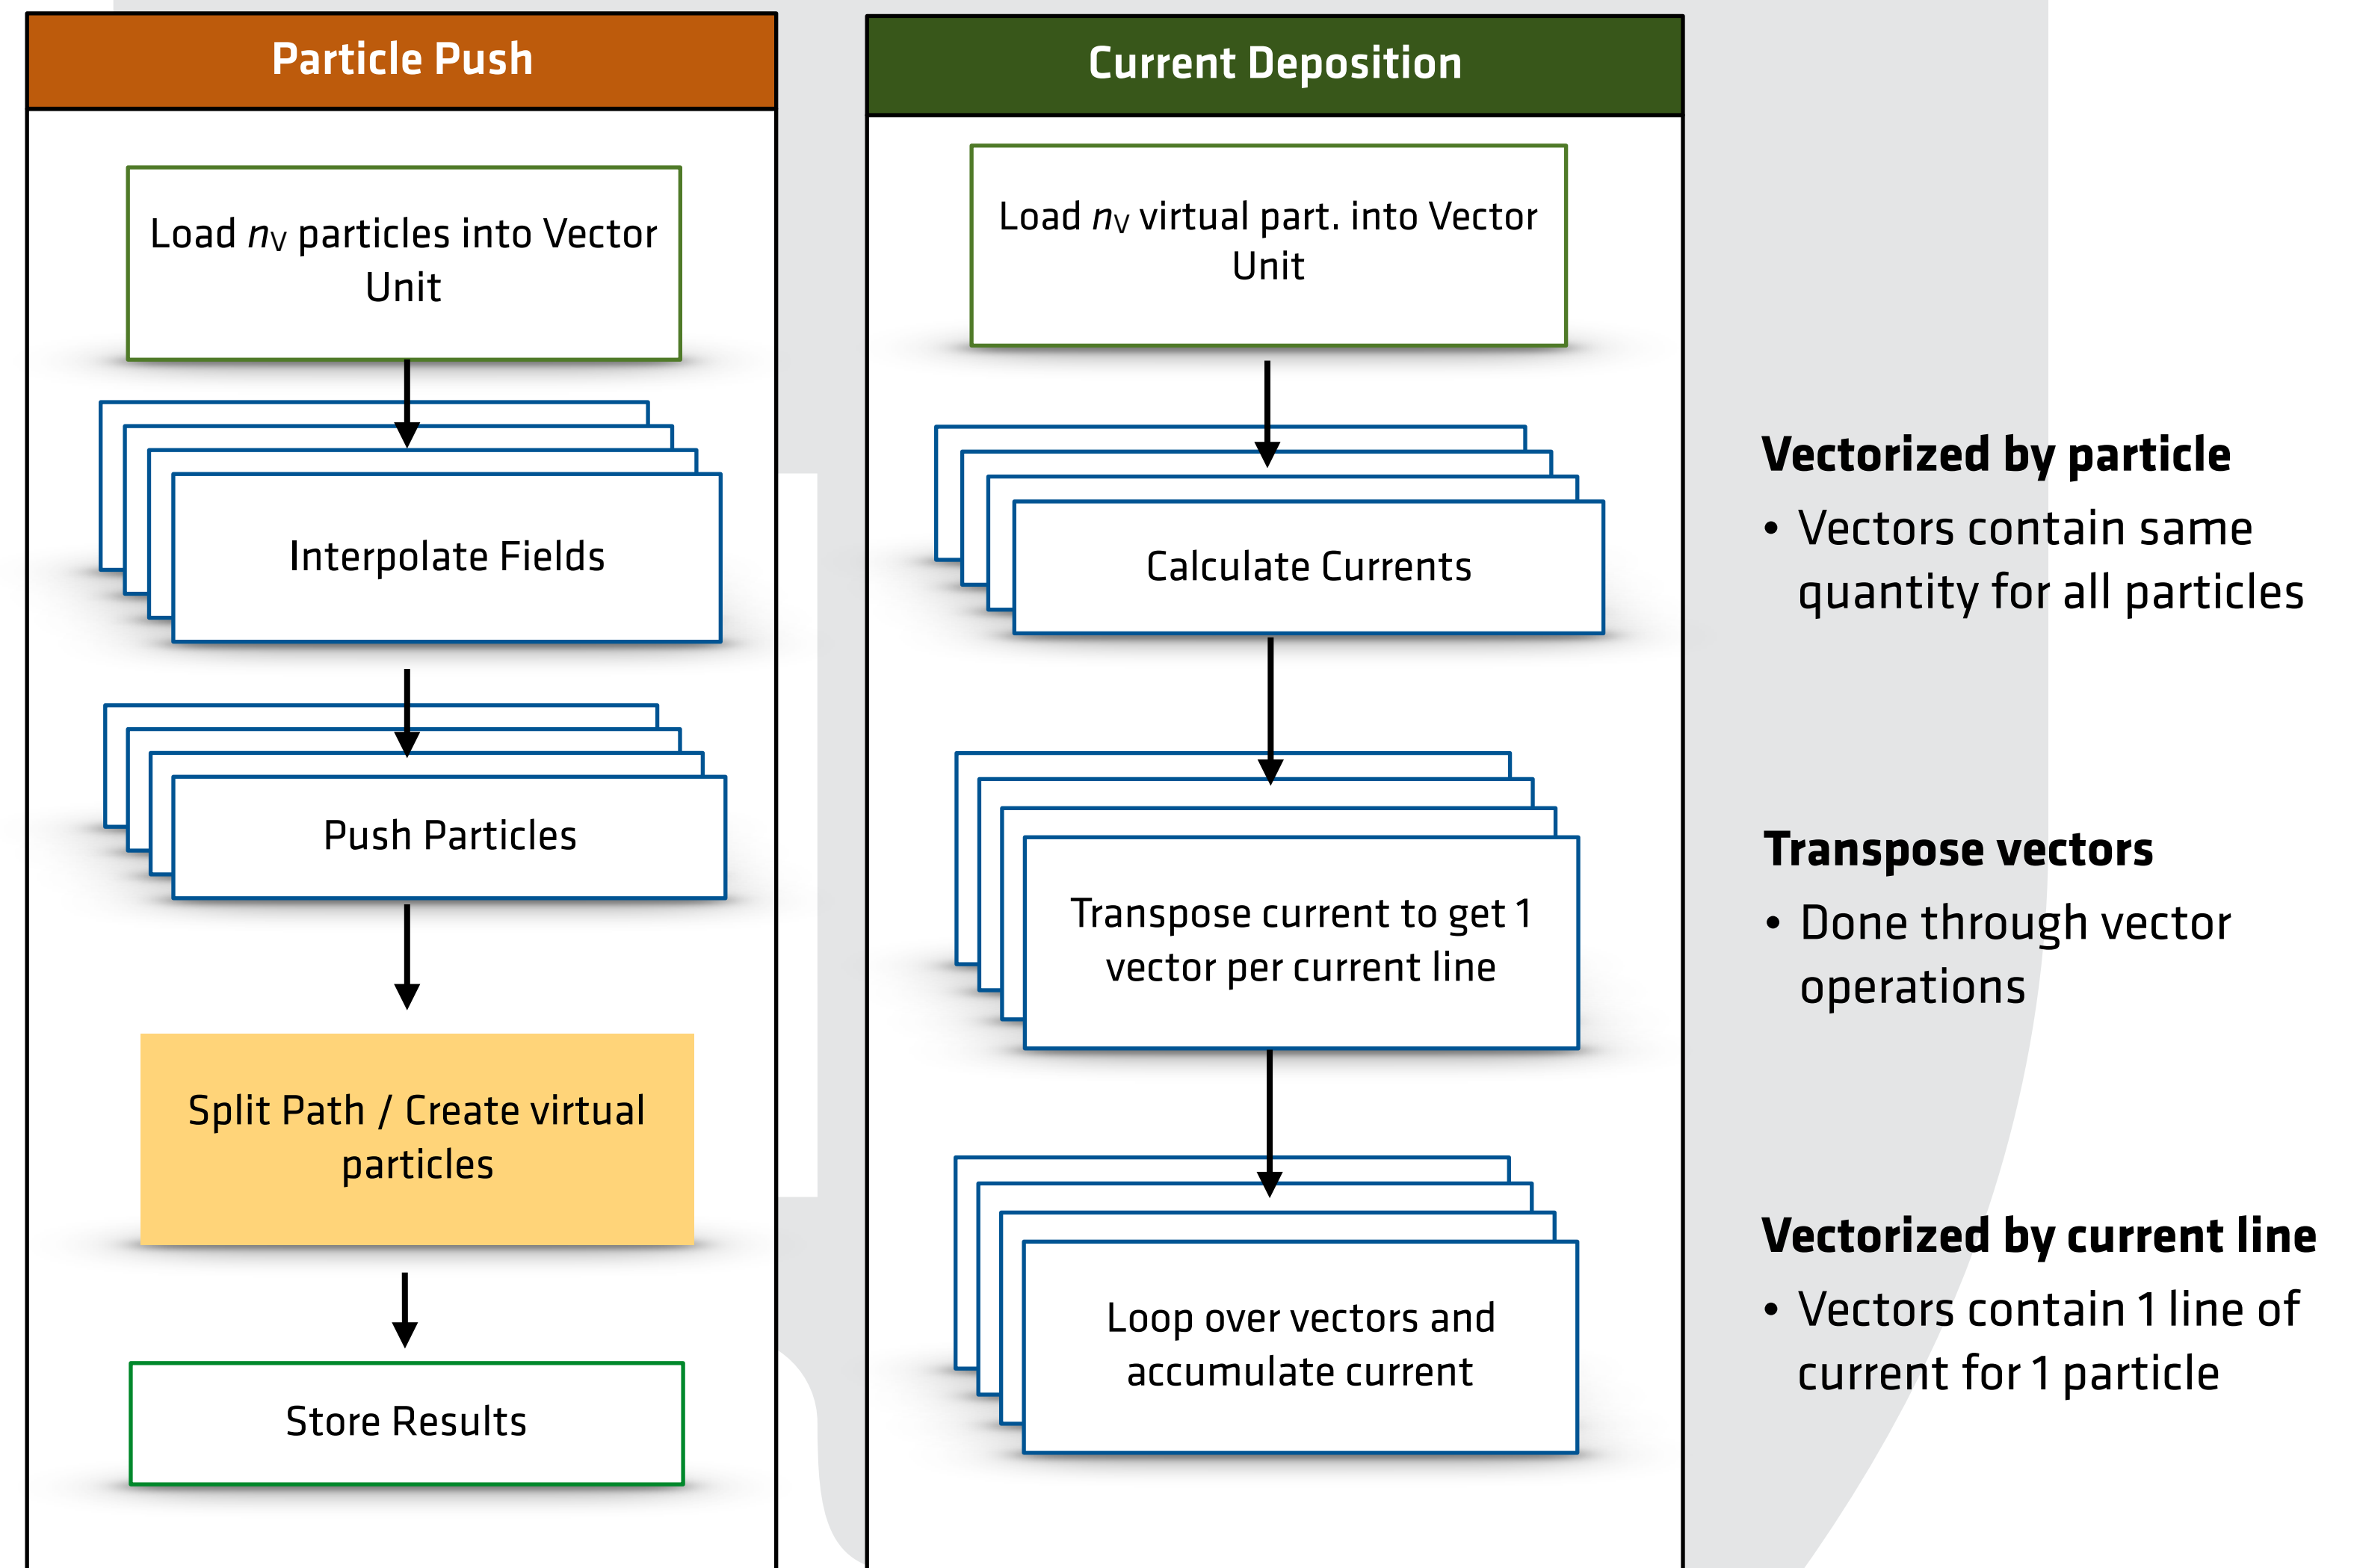 Particle Push
Load nV particles into Vector
Unit
Interpolate Fields
Push Particles
Split Path / Create virtual
particles
Store Results
Current Deposition
Load nV virtual part. into Vector
Unit
Calculate Currents
Transpose current to get 1
vector per current line
Loop over vectors and
accumulate current
Vectorized by particle
• Vectors contain same
quantity for all particles
Transpose vectors
• Done through vector
operations
Vectorized by current line
• Vectors contain 1 line of
current for 1 particle